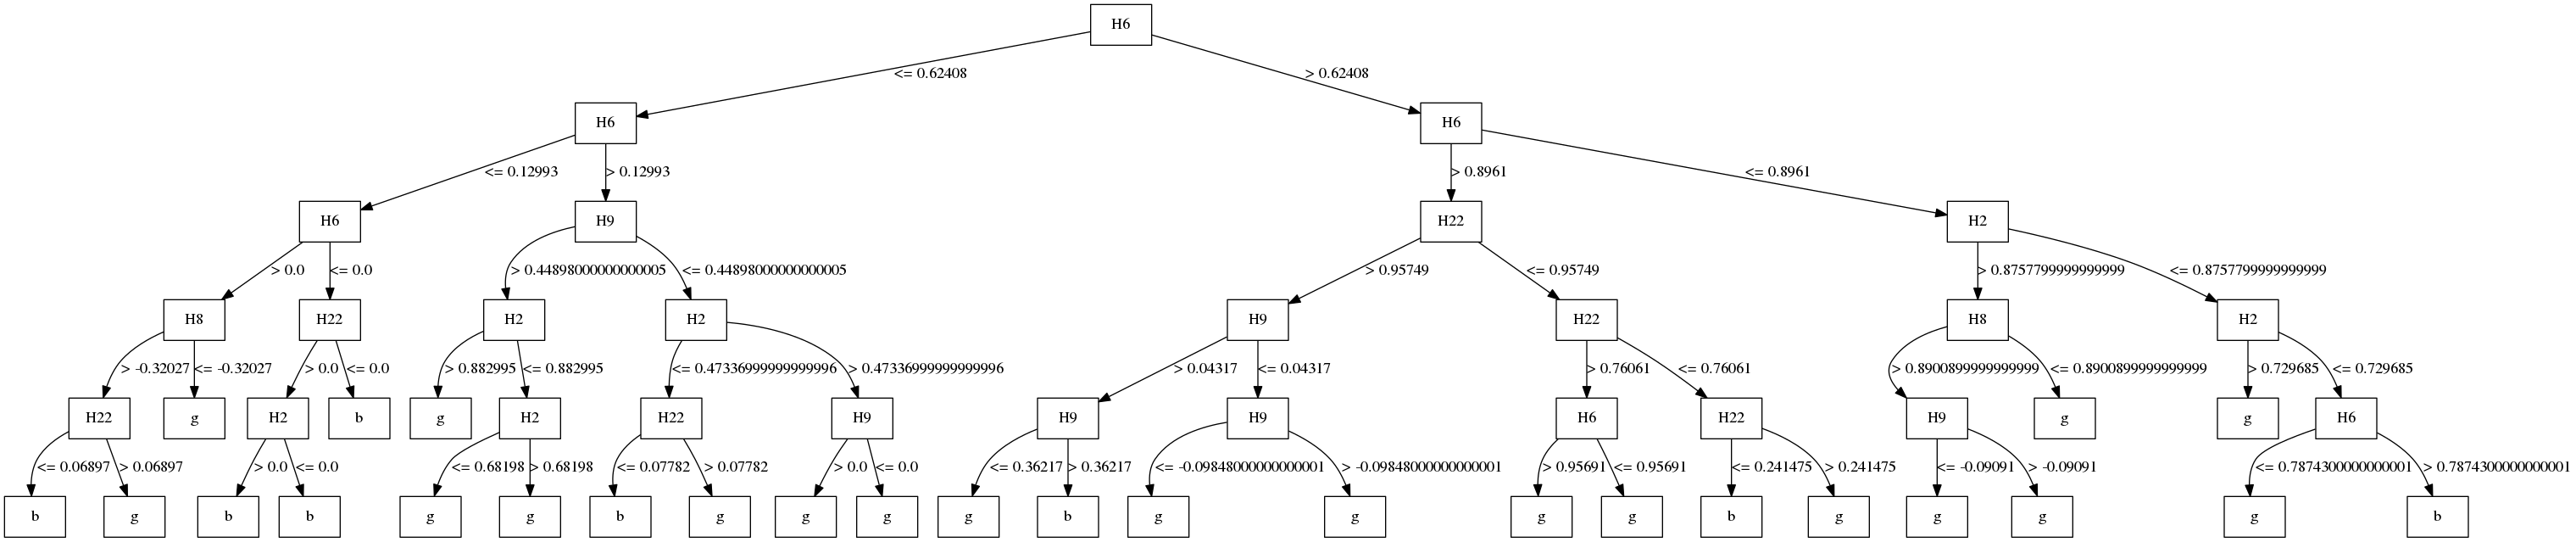 H6
<= 0.62408 > 0.62408
H6 H6
<= 0.12993 > 0.12993 > 0.8961 <= 0.8961
H6 H9 H22 H2
> 0.0 <= 0.0 > 0.44898000000000005 <= 0.44898000000000005 > 0.95749 <= 0.95749 > 0.8757799999999999 <= 0.8757799999999999
H8 H22 H2 H2 H9 H22 H8 H2
> -0.32027 <= -0.32027 > 0.0 <= 0.0 > 0.882995 <= 0.882995 <= 0.47336999999999996 > 0.47336999999999996 > 0.04317 <= 0.04317 > 0.76061 <= 0.76061 > 0.8900899999999999 <= 0.8900899999999999 > 0.729685 <= 0.729685
H22 g H2 b g H2 H22 H9 H9 H9 H6 H22 H9 g g H6
<= 0.06897 > 0.06897 > 0.0 <= 0.0 <= 0.68198 > 0.68198 <= 0.07782 > 0.07782 > 0.0 <= 0.0 <= 0.36217 > 0.36217 <= -0.09848000000000001 > -0.09848000000000001 > 0.95691 <= 0.95691 <= 0.241475 > 0.241475 <= -0.09091 > -0.09091 <= 0.7874300000000001 > 0.7874300000000001
b g b b g g b g g g g b g g g g b g g g g b